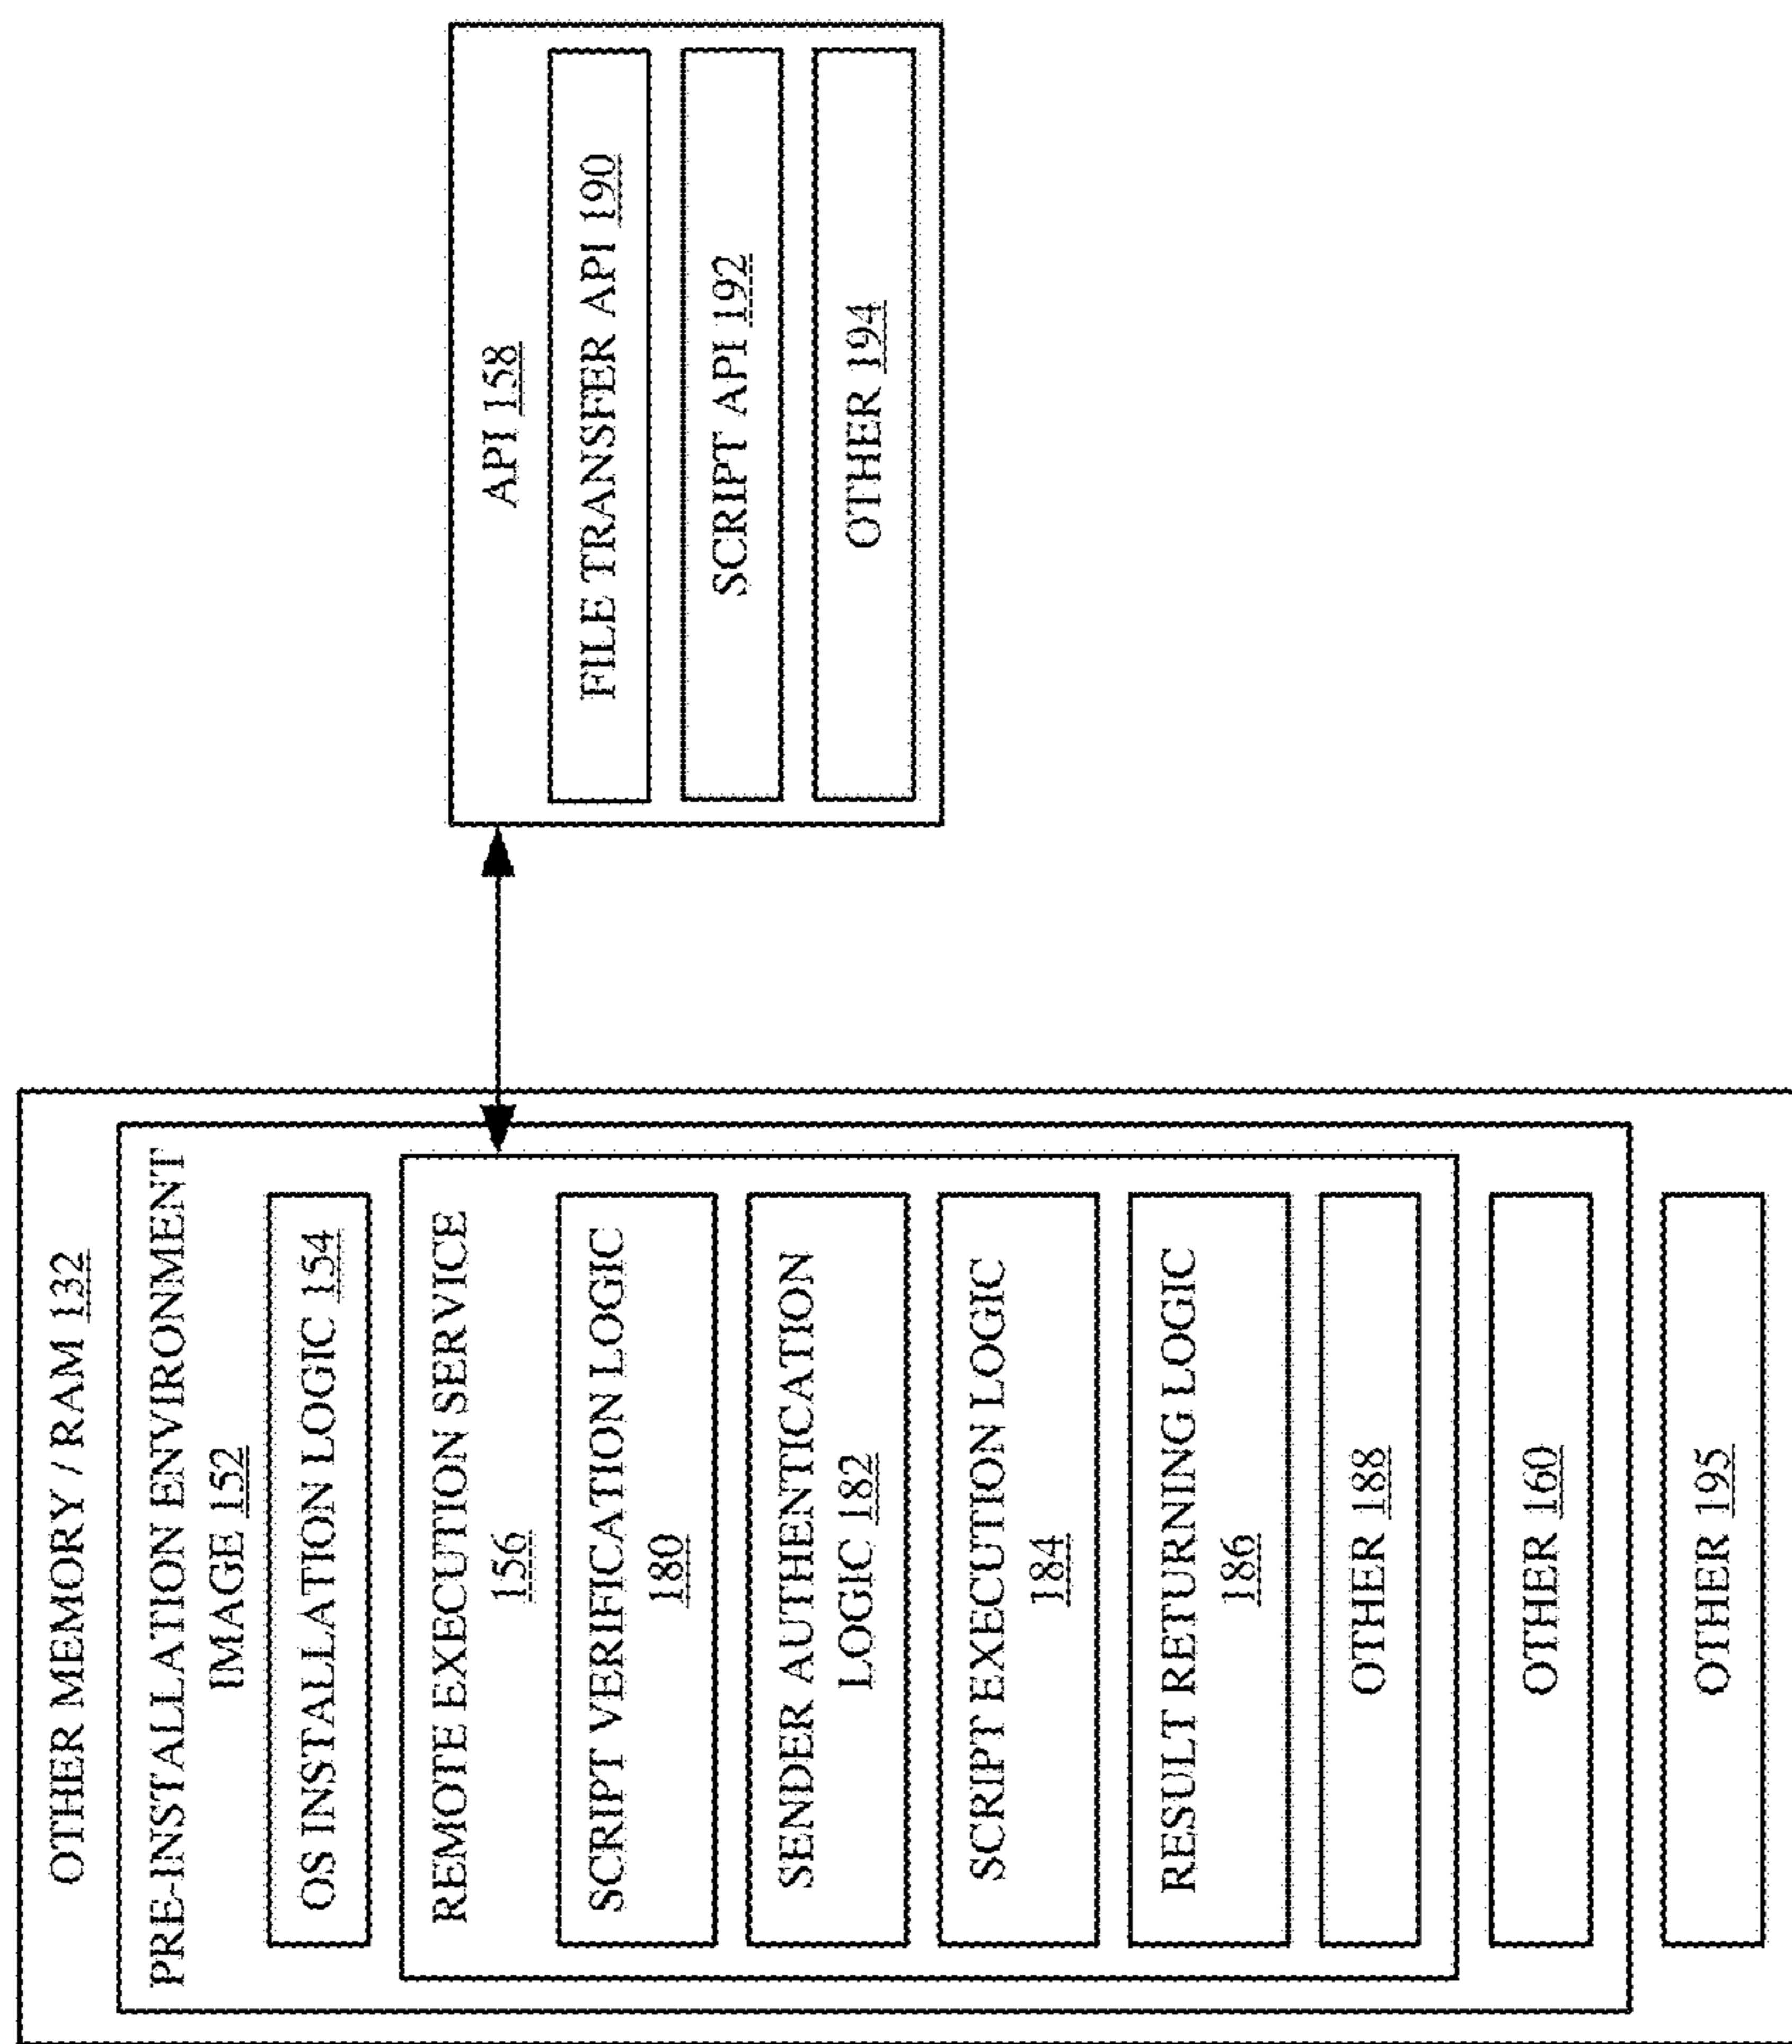 OTHER MEMORY / RAM 132
PRE-INSTALLATION ENVIRONMENT
IMAGE 152
OS INSTALLATION LOGIC 154
REMOTE EXECUTION SERVICE
156
SCRIPT VERIFICATION LOGIC
180
SENDER AUTHENTICATION
LOGIC 182
SCRIPT EXECUTION LOGIC
184
RESULT RETURNING LOGIC
186
OTHER 188
OTHER 160
OTHER 195
API 158
FILE TRANSFER API 190
SCRIPT API 192
OTHER 194